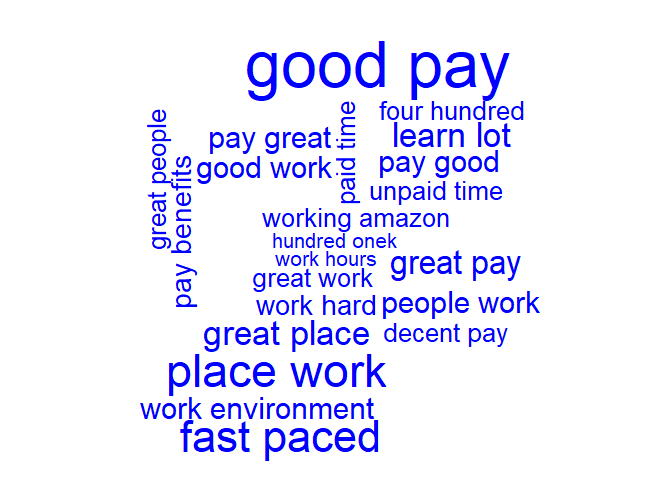 good pay
four hundred
learn lot
pay great
paid time
great people
good work
pay good
pay benefits
unpaid time
working amazon
hundred onek
work hours
great pay
great work
work hard
people work
great place
decent pay
place work
work environment
fast paced